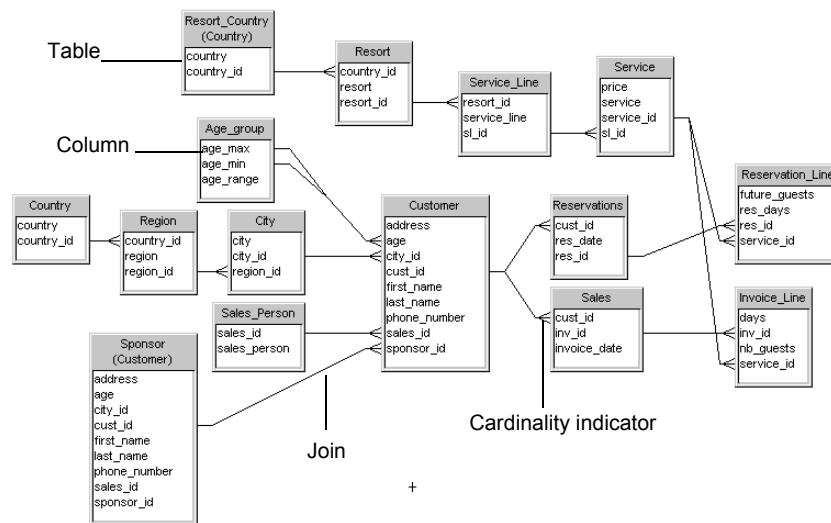 Table
Resort_Country
(Country)
country
country_id
Resort
country_id
resort
resort_id
Service_Line
resort_id
service_line
sl_id
Service
price
service
service_id
sl_id
Column
Age_group
age_max
age_min
age_range
Country
country
country_id
Region
country_id
region
region_id
City
city
city_id
region_id
Customer
address
age
city_id
cust_id
first_name
last_name
phone_number
sales_id
sponsor_id
Reservations
cust_id
res_date
res_id
Reservation_Line
future_guests
res_days
res_id
service_id
Sales_Person
sales_id
sales_person
Sales
cust_id
inv_id
invoice_date
Invoice_Line
days
inv_id
nb_guests
service_id
Sponsor
(Customer)
address
age
city_id
cust_id
first_name
last_name
phone_number
sales_id
sponsor_id
Join
Cardinality indicator